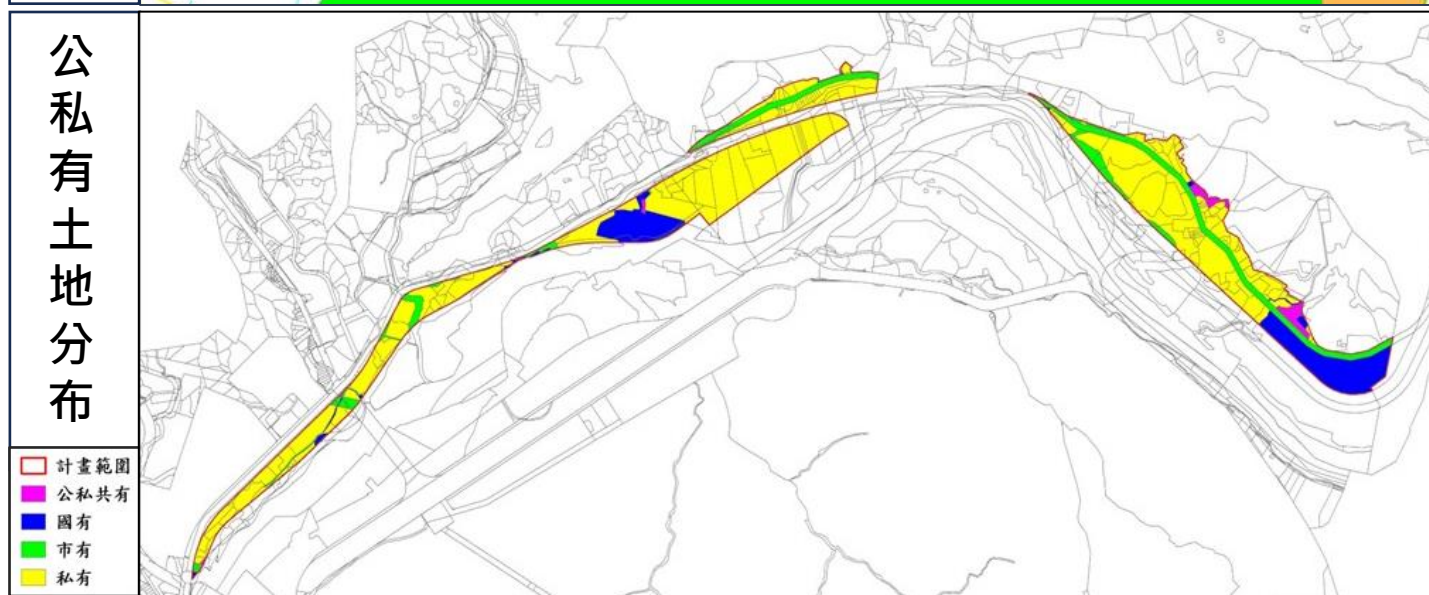 公私有土地分布
計畫範圍
公私共有
國有
市有
私有